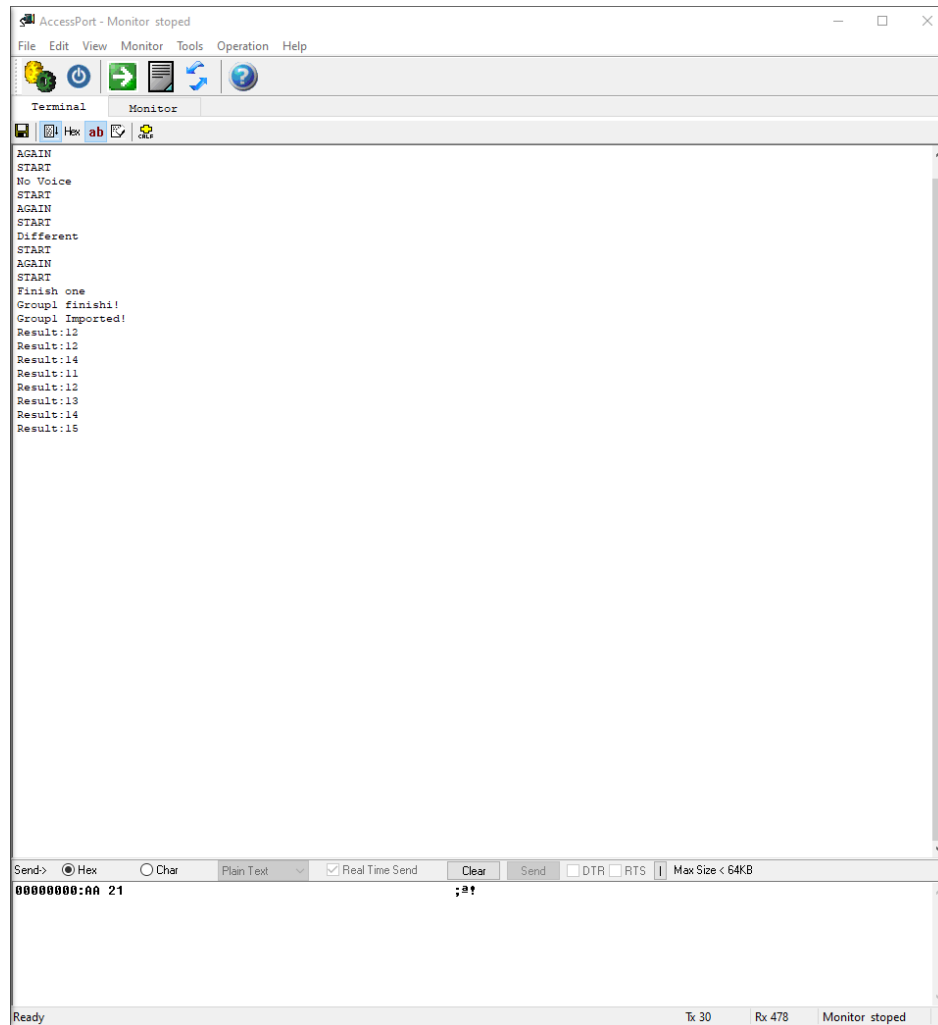 AccessPort - Monitor stoped
File Edit View Monitor Tools Operation Help
Terminal Monitor
Hex ab CRLF
AGAIN
START
No Voice
START
AGAIN
START
Different
START
AGAIN
START
Finish one
Group1 finishi!
Group1 Imported!
Result:12
Result:12
Result:14
Result:11
Result:12
Result:13
Result:14
Result:15
Send-> Hex Char Plain Text Real Time Send Clear Send DTR RTS Max Size < 64KB
00000000:AA 21 ;ª!
Ready Tx 30 Rx 478 Monitor stoped